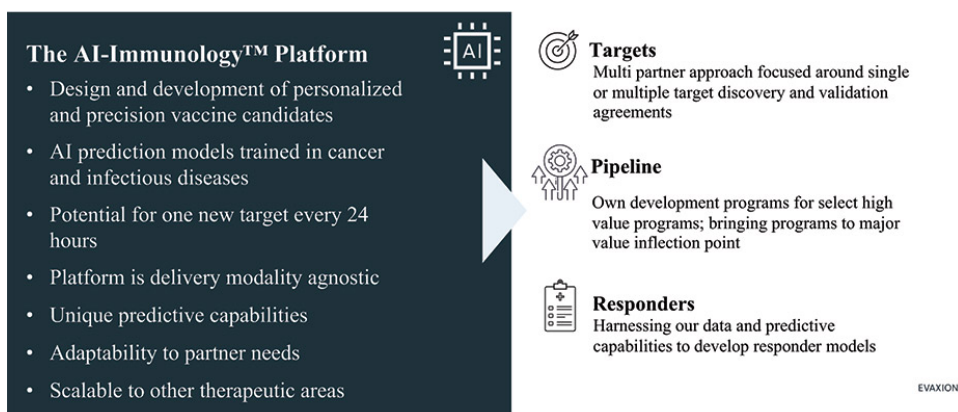 The AI-Immunology™ Platform
AI
• Design and development of personalized
and precision vaccine candidates
• AI prediction models trained in cancer
and infectious diseases
• Potential for one new target every 24
hours
• Platform is delivery modality agnostic
• Unique predictive capabilities
• Adaptability to partner needs
• Scalable to other therapeutic areas
Targets
Multi partner approach focused around single
or multiple target discovery and validation
agreements
Pipeline
Own development programs for select high
value programs; bringing programs to major
value inflection point
Responders
Harnessing our data and predictive
capabilities to develop responder models
EVAXION